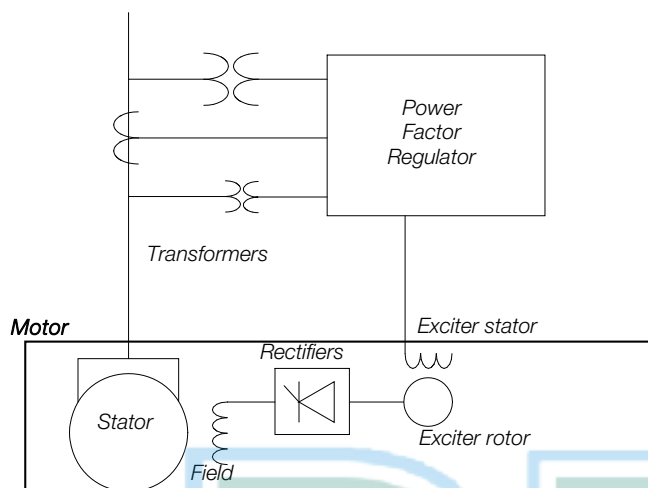 Power
Factor
Regulator
Transformers
Motor
Exciter stator
Rectifiers
Stator
Exciter rotor
Field